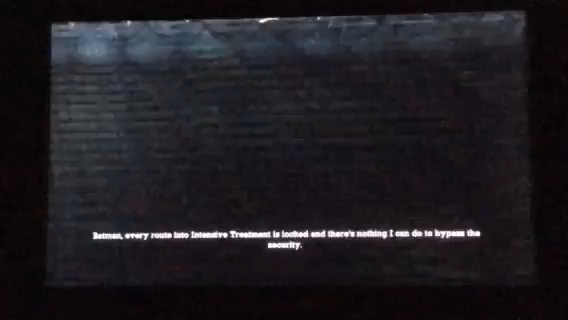 Batman, every route into Intensive Treatment is locked and there's nothing I can do to bypass the
security.